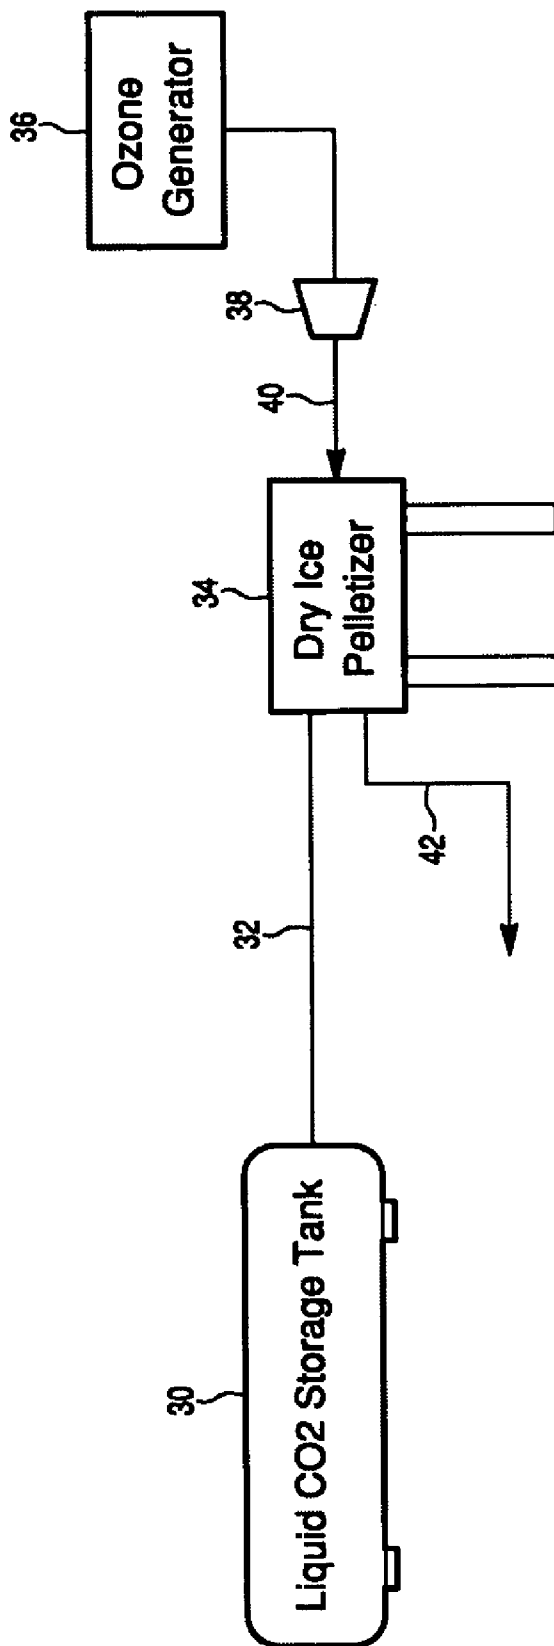 30
Liquid CO2 Storage Tank
32
42
34
Dry Ice
Pelletizer
40
38
36
Ozone
Generator